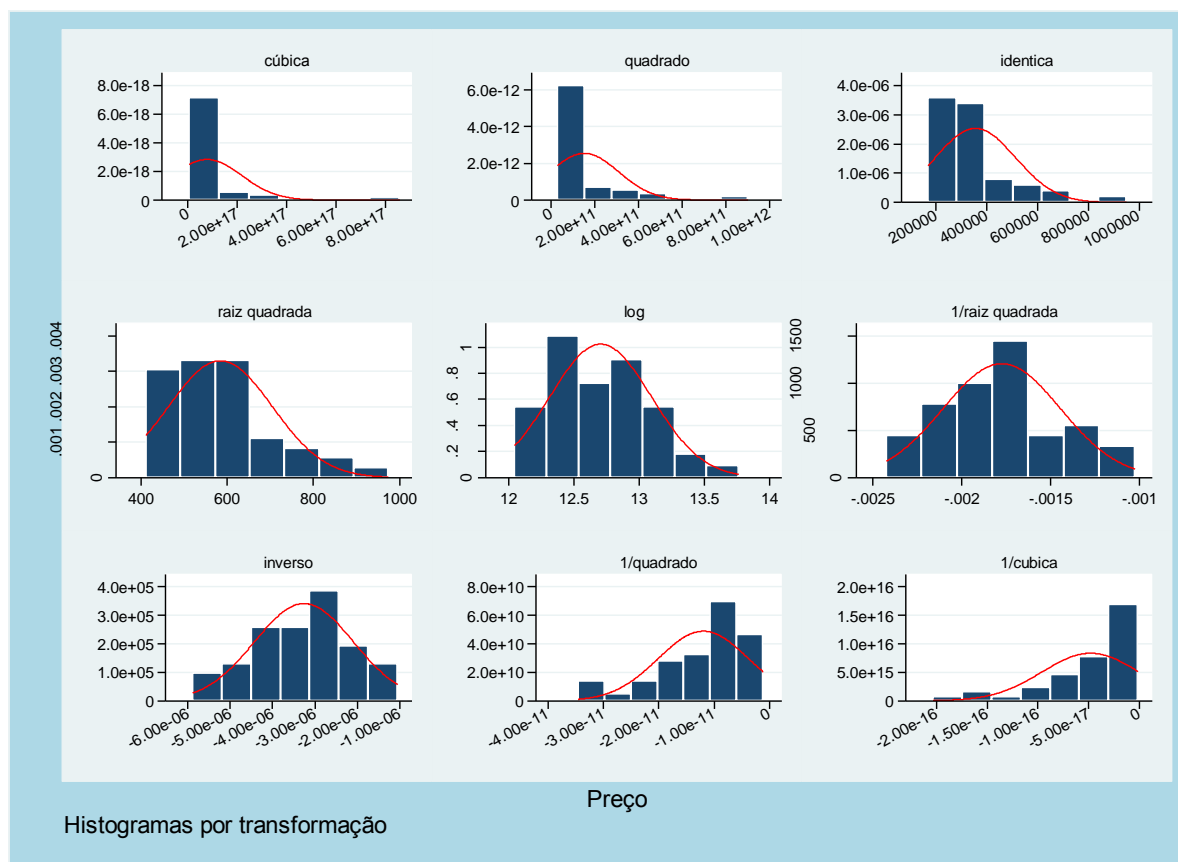 cúbica
8.0e-18
6.0e-18
4.0e-18
2.0e-18
0
0
2.00e+17
4.00e+17
6.00e+17
8.00e+17
quadrado
6.0e-12
4.0e-12
2.0e-12
0
0
2.00e+11
4.00e+11
6.00e+11
8.00e+11
1.00e+12
identica
4.0e-06
3.0e-06
2.0e-06
1.0e-06
0
200000
400000
600000
800000
1000000
raiz quadrada
0 .001 .002 .003 .004
400 600 800 1000
log
0 .2 .4 .6 .8 1
12 12.5 13 13.5 14
1/raiz quadrada
0 500 1000 1500
-.0025 -.002 -.0015 -.001
inverso
4.0e+05
3.0e+05
2.0e+05
1.0e+05
0
-6.00e-06
-5.00e-06
-4.00e-06
-3.00e-06
-2.00e-06
-1.00e-06
1/quadrado
8.0e+10
6.0e+10
4.0e+10
2.0e+10
0
-4.00e-11
-3.00e-11
-2.00e-11
-1.00e-11
0
1/cubica
2.0e+16
1.5e+16
1.0e+16
5.0e+15
0
-2.00e-16
-1.50e-16
-1.00e-16
-5.00e-17
0
Preço
Histogramas por transformação